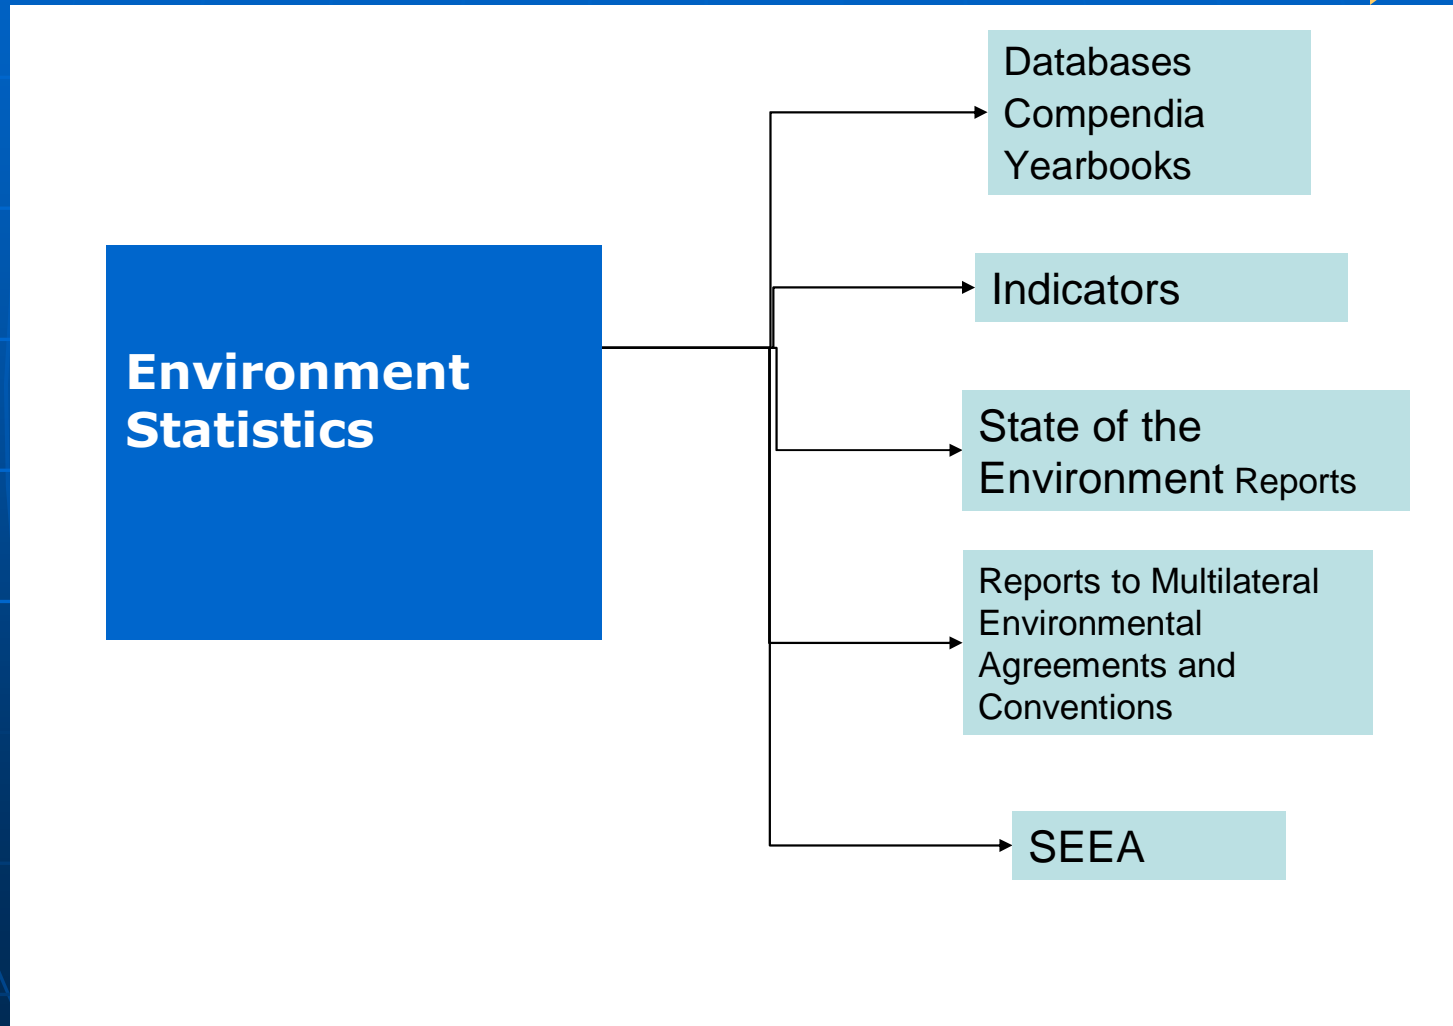 Databases
Compendia
Yearbooks
Indicators
Environment
Statistics
State of the
Environment Reports
Reports to Multilateral
Environmental
Agreements and
Conventions
SEEA